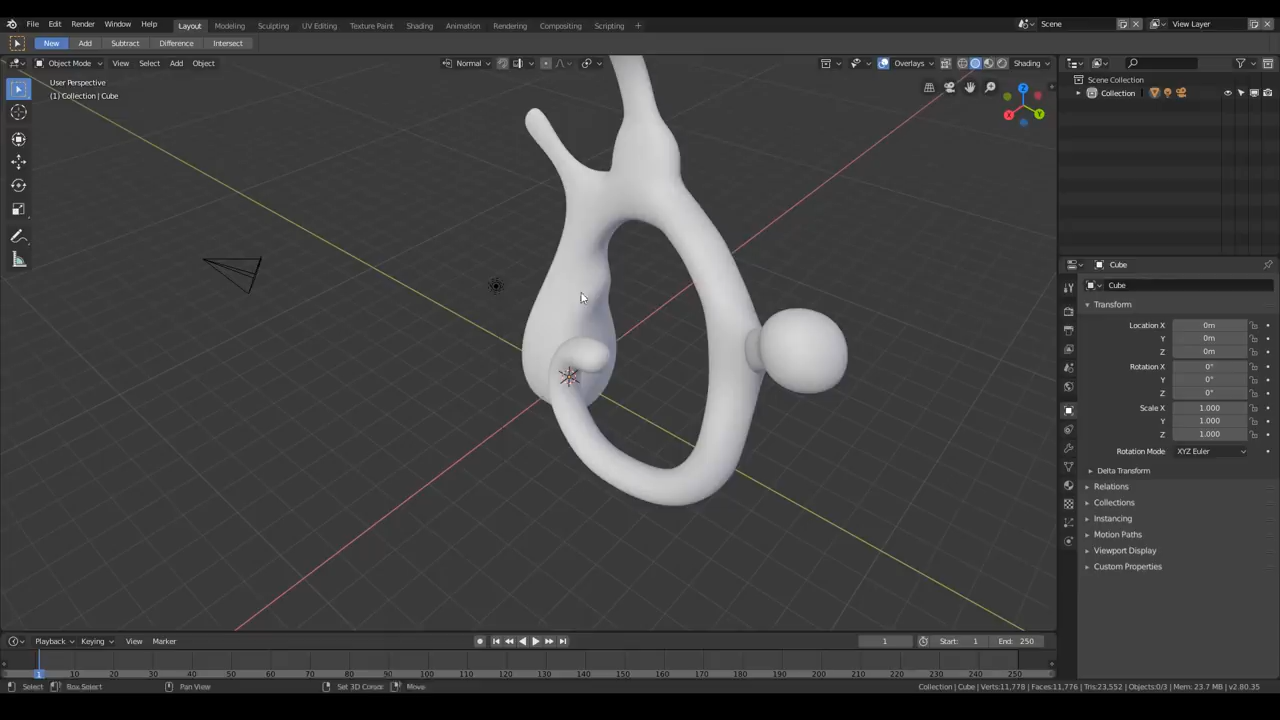 File Edit Render Window Help Layout Modeling Sculpting UV Editing Texture Paint Shading Animation Rendering Compositing Scripting + Scene View Layer
New Add Subtract Difference Intersect
Object Mode View Select Add Object Normal Overlays Shading
User Perspective
(1) Collection | Cube
Z
Y
X
Scene Collection
Collection
Cube
Cube
Transform
Location X 0m
Y 0m
Z 0m
Rotation X 0°
Y 0°
Z 0°
Scale X 1.000
Y 1.000
Z 1.000
Rotation Mode XYZ Euler
Delta Transform
Relations
Collections
Instancing
Motion Paths
Viewport Display
Custom Properties
Playback Keying View Marker 1 Start: 1 End: 250
1 10 20 30 40 50 60 70 80 90 100 110 120 130 140 150 160 170 180 190 200 210 220 230 240 250
Select Box Select Pan View Set 3D Cursor Move Collection | Cube | Verts:11,778 | Faces:11,776 | Tris:23,552 | Objects:0/3 | Mem: 23.7 MB | v2.80.35